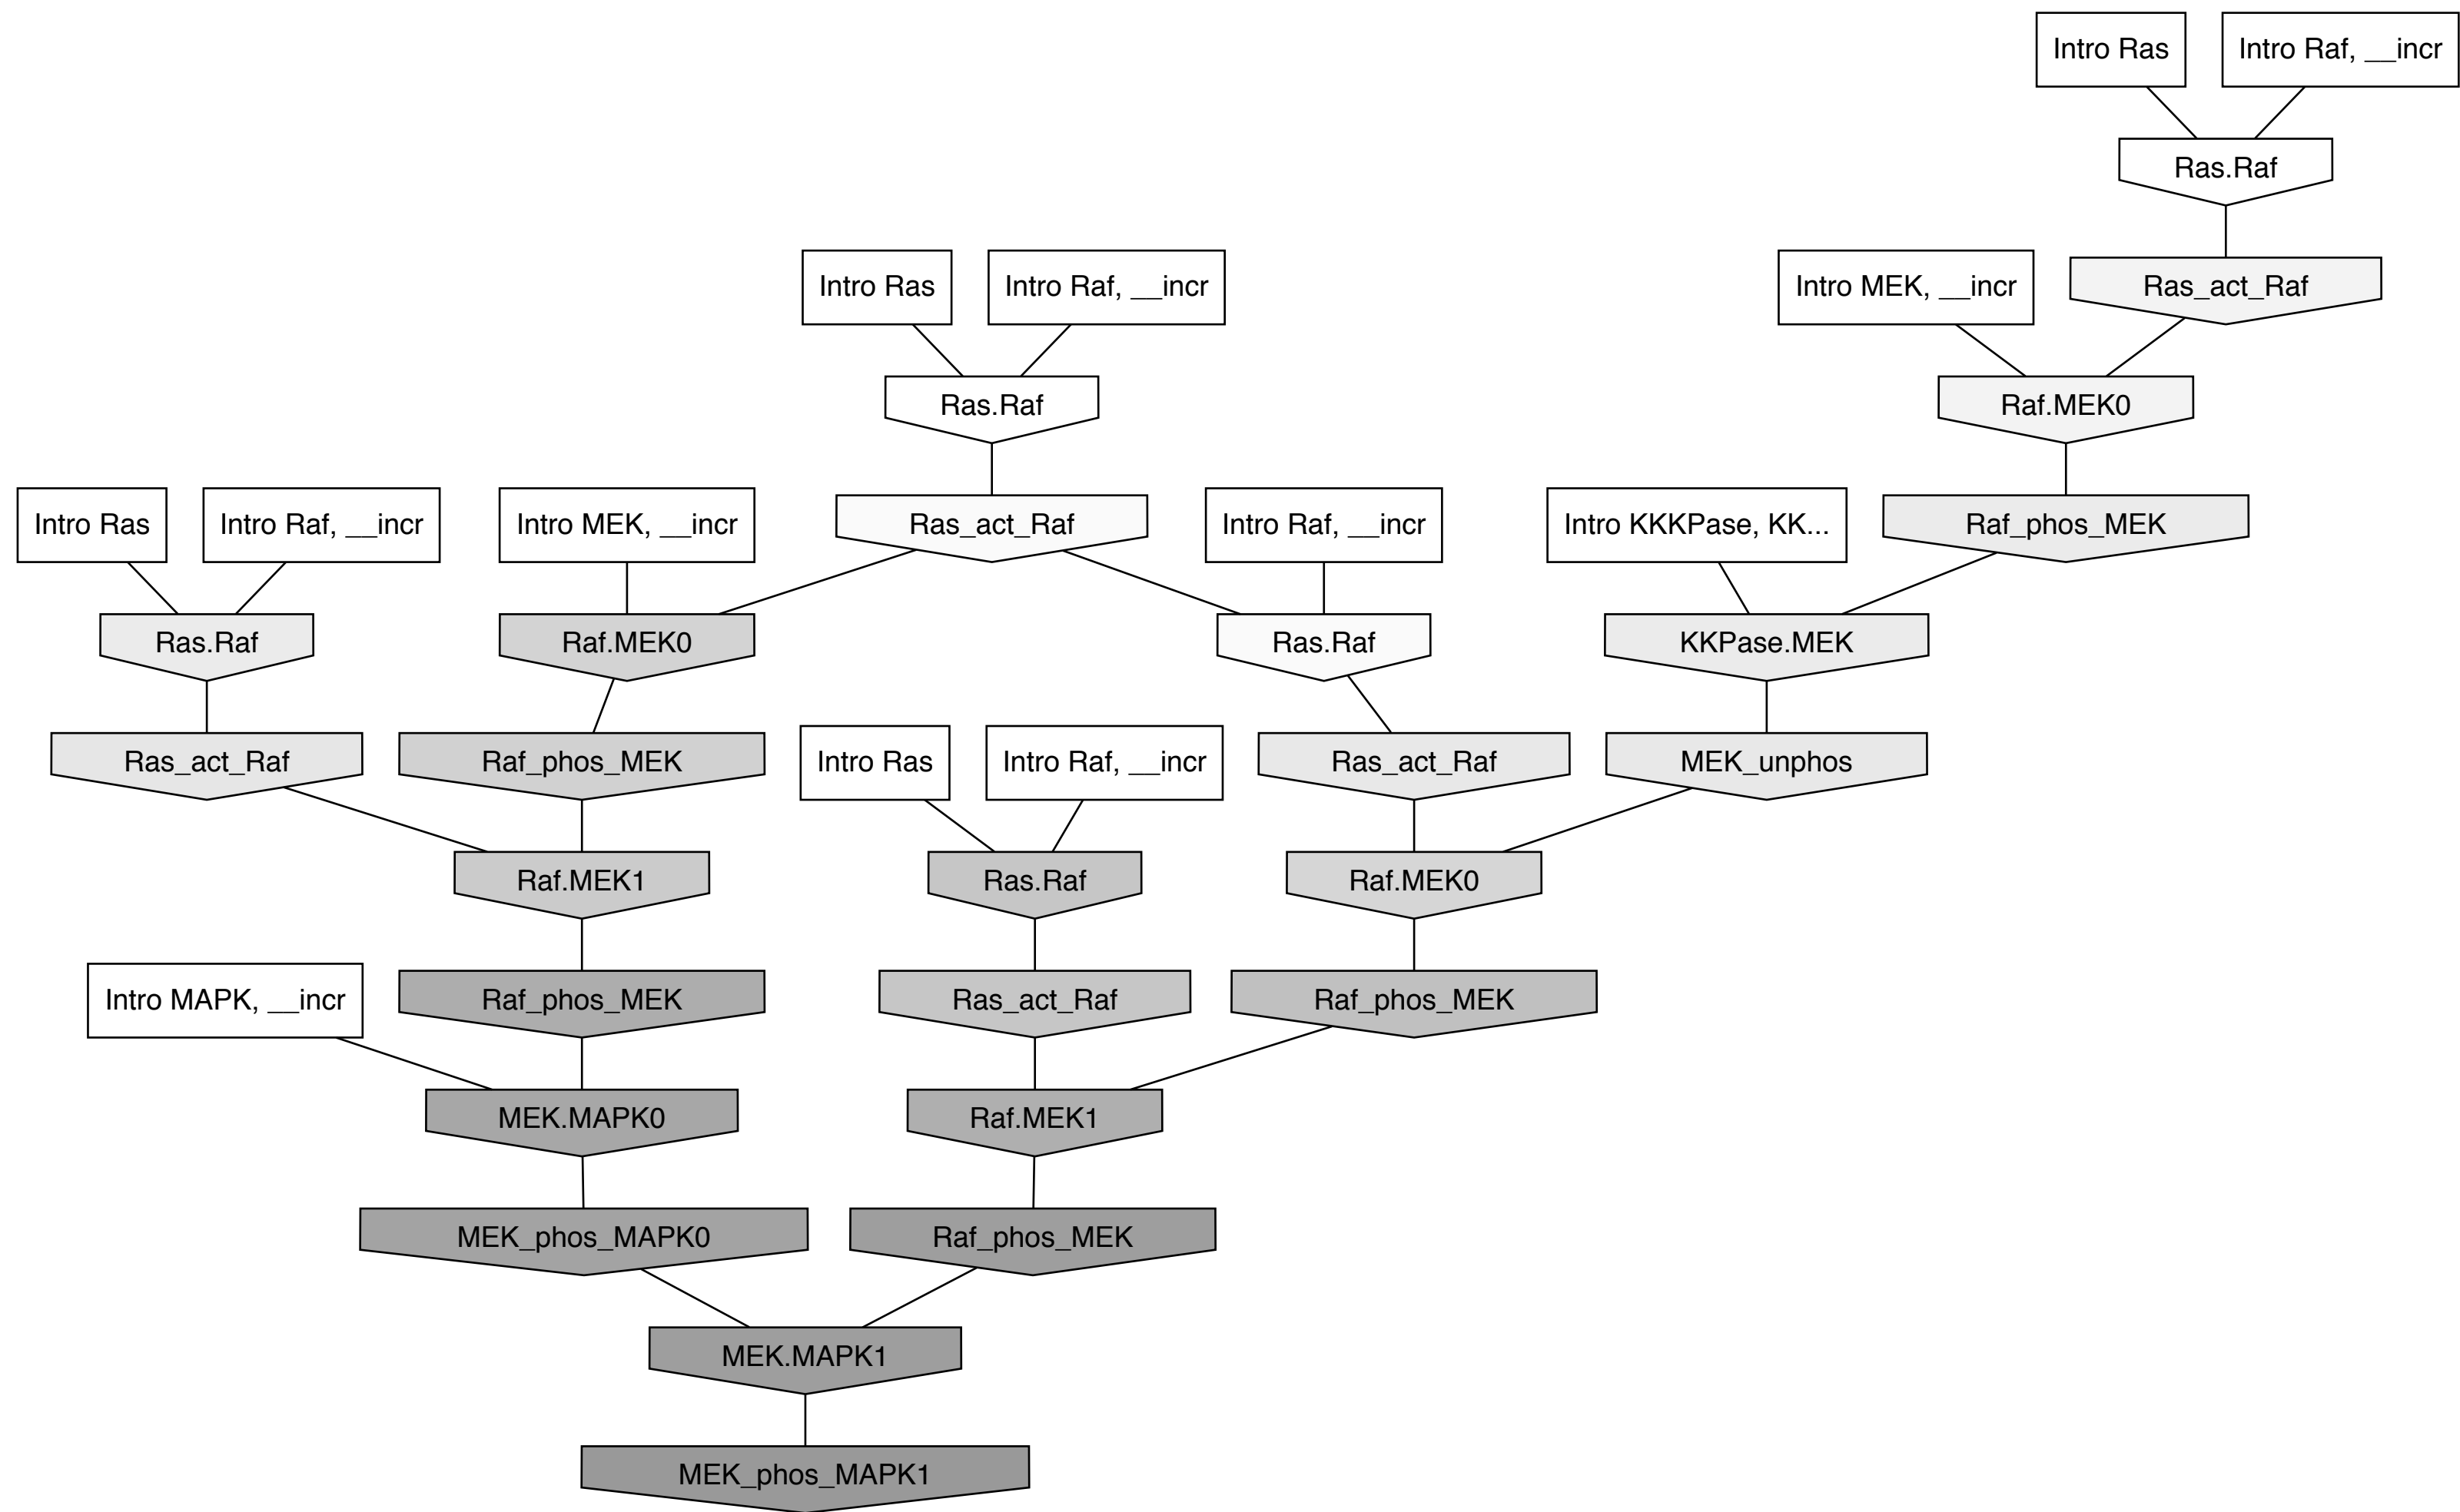 Intro Ras
Intro Raf, __incr
Ras.Raf
Intro Ras
Intro Raf, __incr
Intro MEK, __incr
Ras_act_Raf
Ras.Raf
Raf.MEK0
Intro Ras
Intro Raf, __incr
Intro MEK, __incr
Ras_act_Raf
Intro Raf, __incr
Intro KKKPase, KK...
Raf_phos_MEK
Ras.Raf
Raf.MEK0
Ras.Raf
KKPase.MEK
Ras_act_Raf
Raf_phos_MEK
Intro Ras
Intro Raf, __incr
Ras_act_Raf
MEK_unphos
Raf.MEK1
Ras.Raf
Raf.MEK0
Intro MAPK, __incr
Raf_phos_MEK
Ras_act_Raf
Raf_phos_MEK
MEK.MAPK0
Raf.MEK1
MEK_phos_MAPK0
Raf_phos_MEK
MEK.MAPK1
MEK_phos_MAPK1